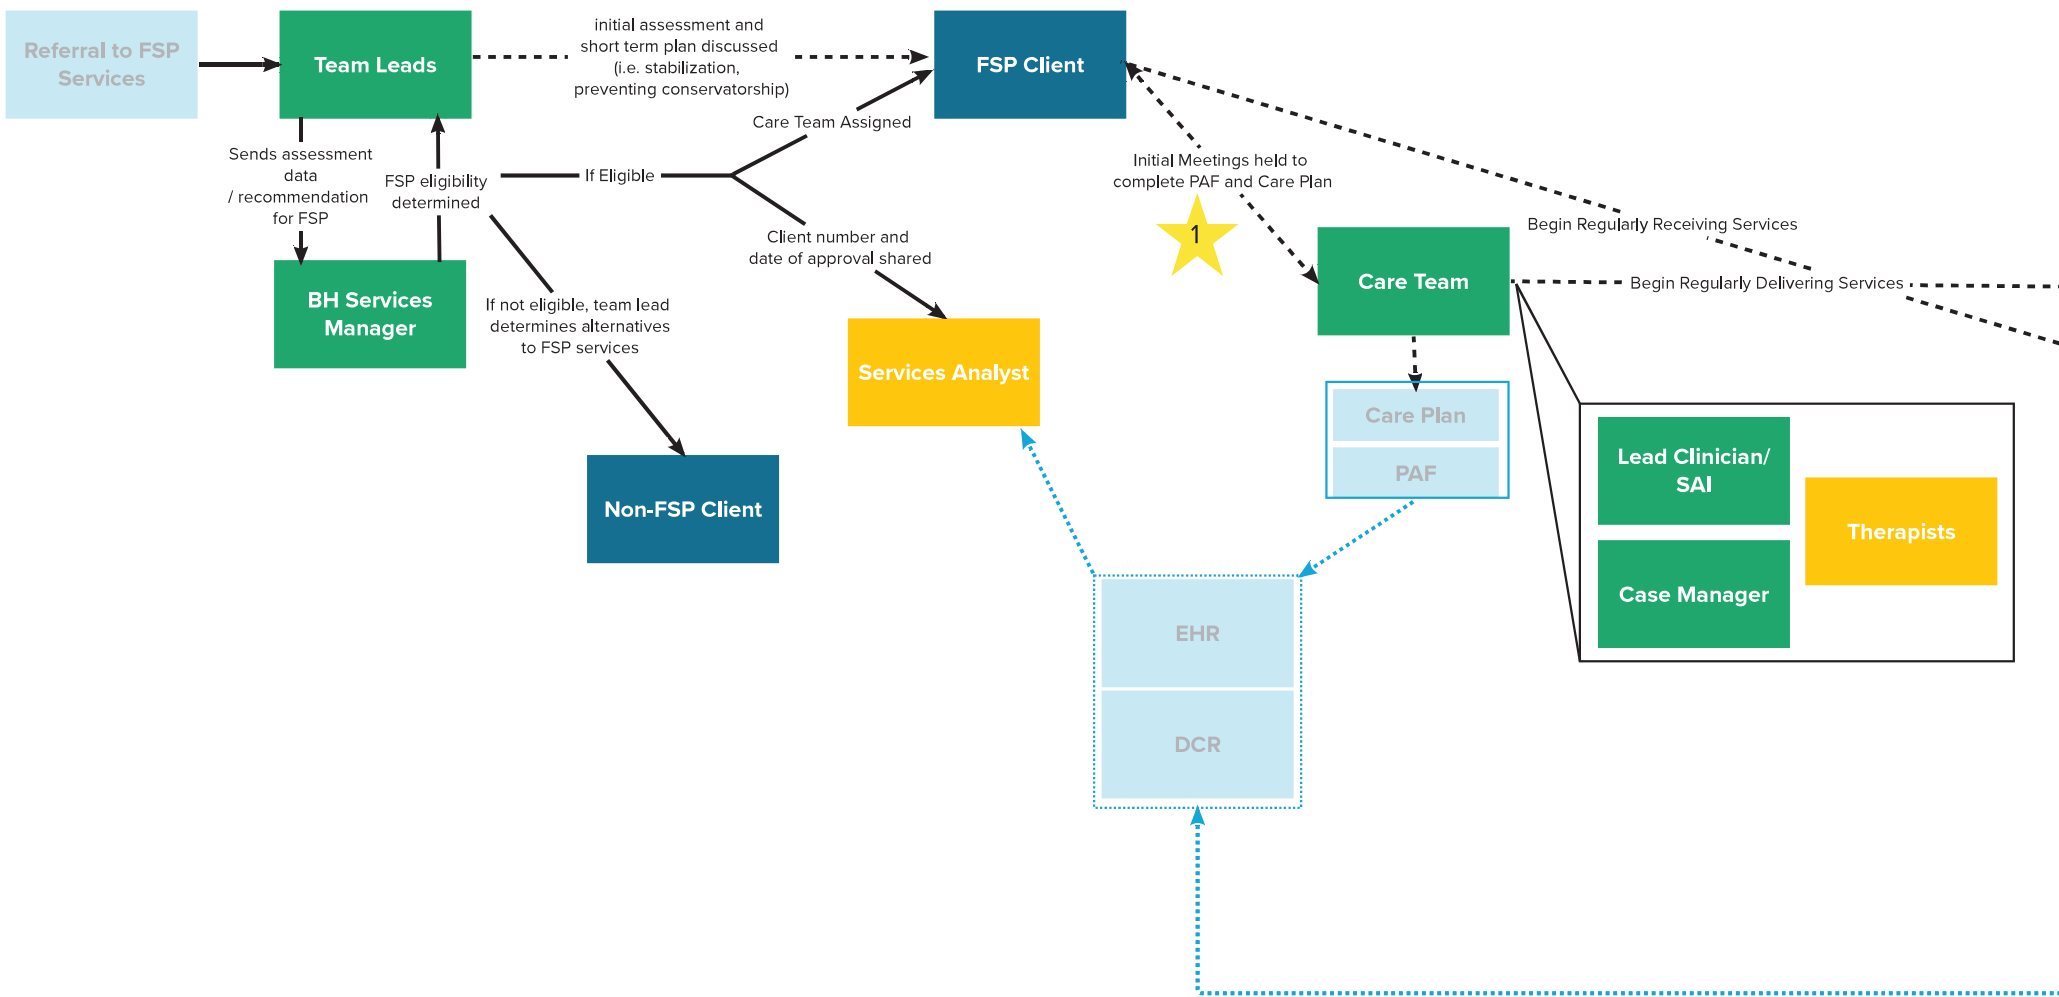 Referral to FSP
Services
Team Leads
initial assessment and
short term plan discussed
(i.e. stabilization,
preventing conservatorship)
FSP Client
Care Team Assigned
Sends assessment
data
/ recommendation
for FSP
FSP eligibility
determined
If Eligible
Initial Meetings held to
complete PAF and Care Plan
1
Begin Regularly Receiving Services
Client number and
date of approval shared
BH Services
Manager
If not eligible, team lead
determines alternatives
to FSP services
Care Team
Begin Regularly Delivering Services
Services Analyst
Care Plan
PAF
Lead Clinician/
SAI
Therapists
Case Manager
Non-FSP Client
EHR
DCR